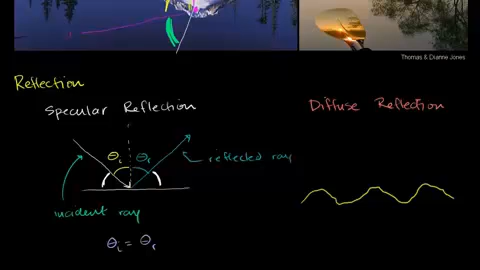 Thomas & Dianne Jones
Reflection
Specular Reflection
Diffuse Reflection
θi θr
reflected ray
incident ray
θi = θr